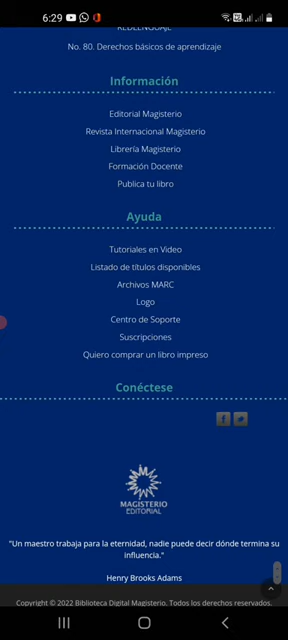 6:29
REDLENGUAJE
No. 80. Derechos básicos de aprendizaje
Información
Editorial Magisterio
Revista Internacional Magisterio
Librería Magisterio
Formación Docente
Publica tu libro
Ayuda
Tutoriales en Video
Listado de títulos disponibles
Archivos MARC
Logo
Centro de Soporte
Suscripciones
Quiero comprar un libro impreso
Conéctese
MAGISTERIO
EDITORIAL
"Un maestro trabaja para la eternidad, nadie puede decir dónde termina su
influencia."
Henry Brooks Adams
Copyright © 2022 Biblioteca Digital Magisterio. Todos los derechos reservados.